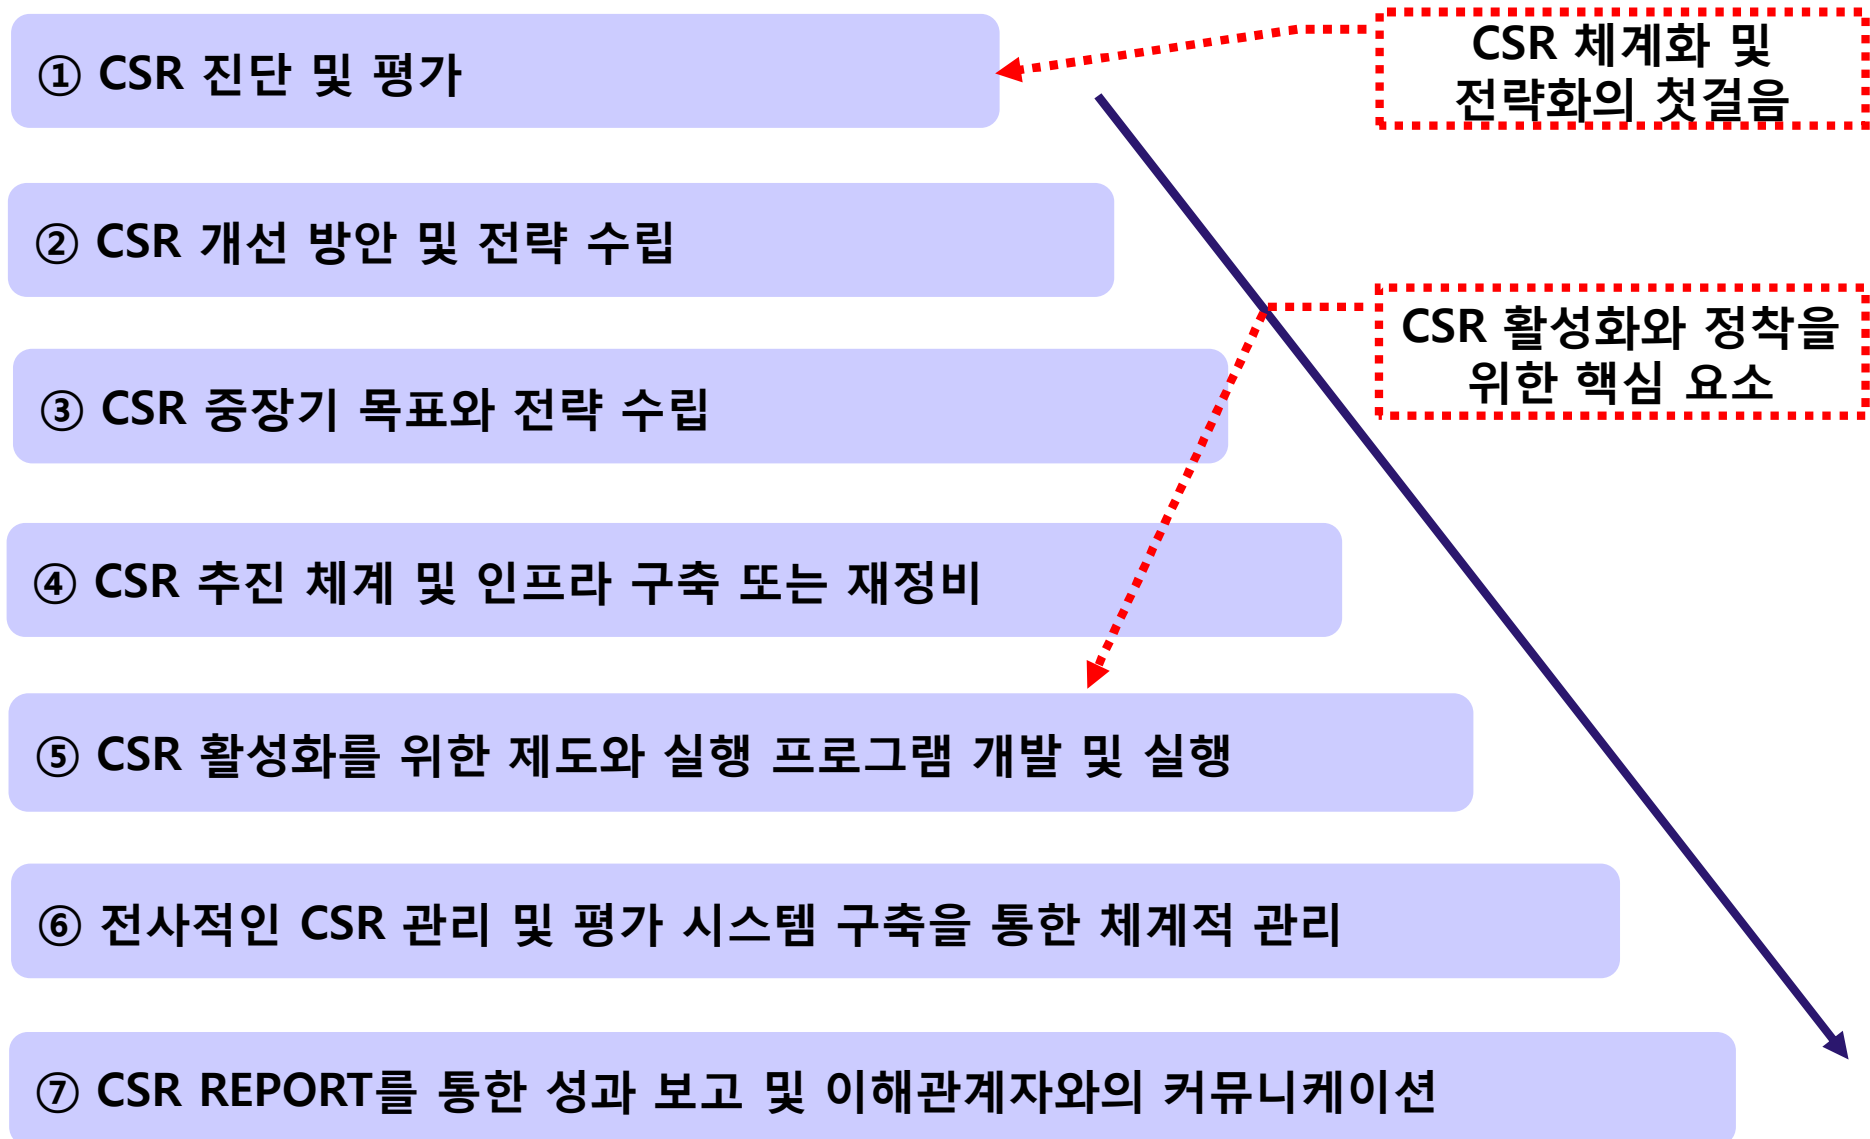 ① CSR 진단 및 평가
CSR 체계화 및
전략화의 첫걸음
② CSR 개선 방안 및 전략 수립
CSR 활성화와 정착을
위한 핵심 요소
③ CSR 중장기 목표와 전략 수립
④ CSR 추진 체계 및 인프라 구축 또는 재정비
⑤ CSR 활성화를 위한 제도와 실행 프로그램 개발 및 실행
⑥ 전사적인 CSR 관리 및 평가 시스템 구축을 통한 체계적 관리
⑦ CSR REPORT를 통한 성과 보고 및 이해관계자와의 커뮤니케이션